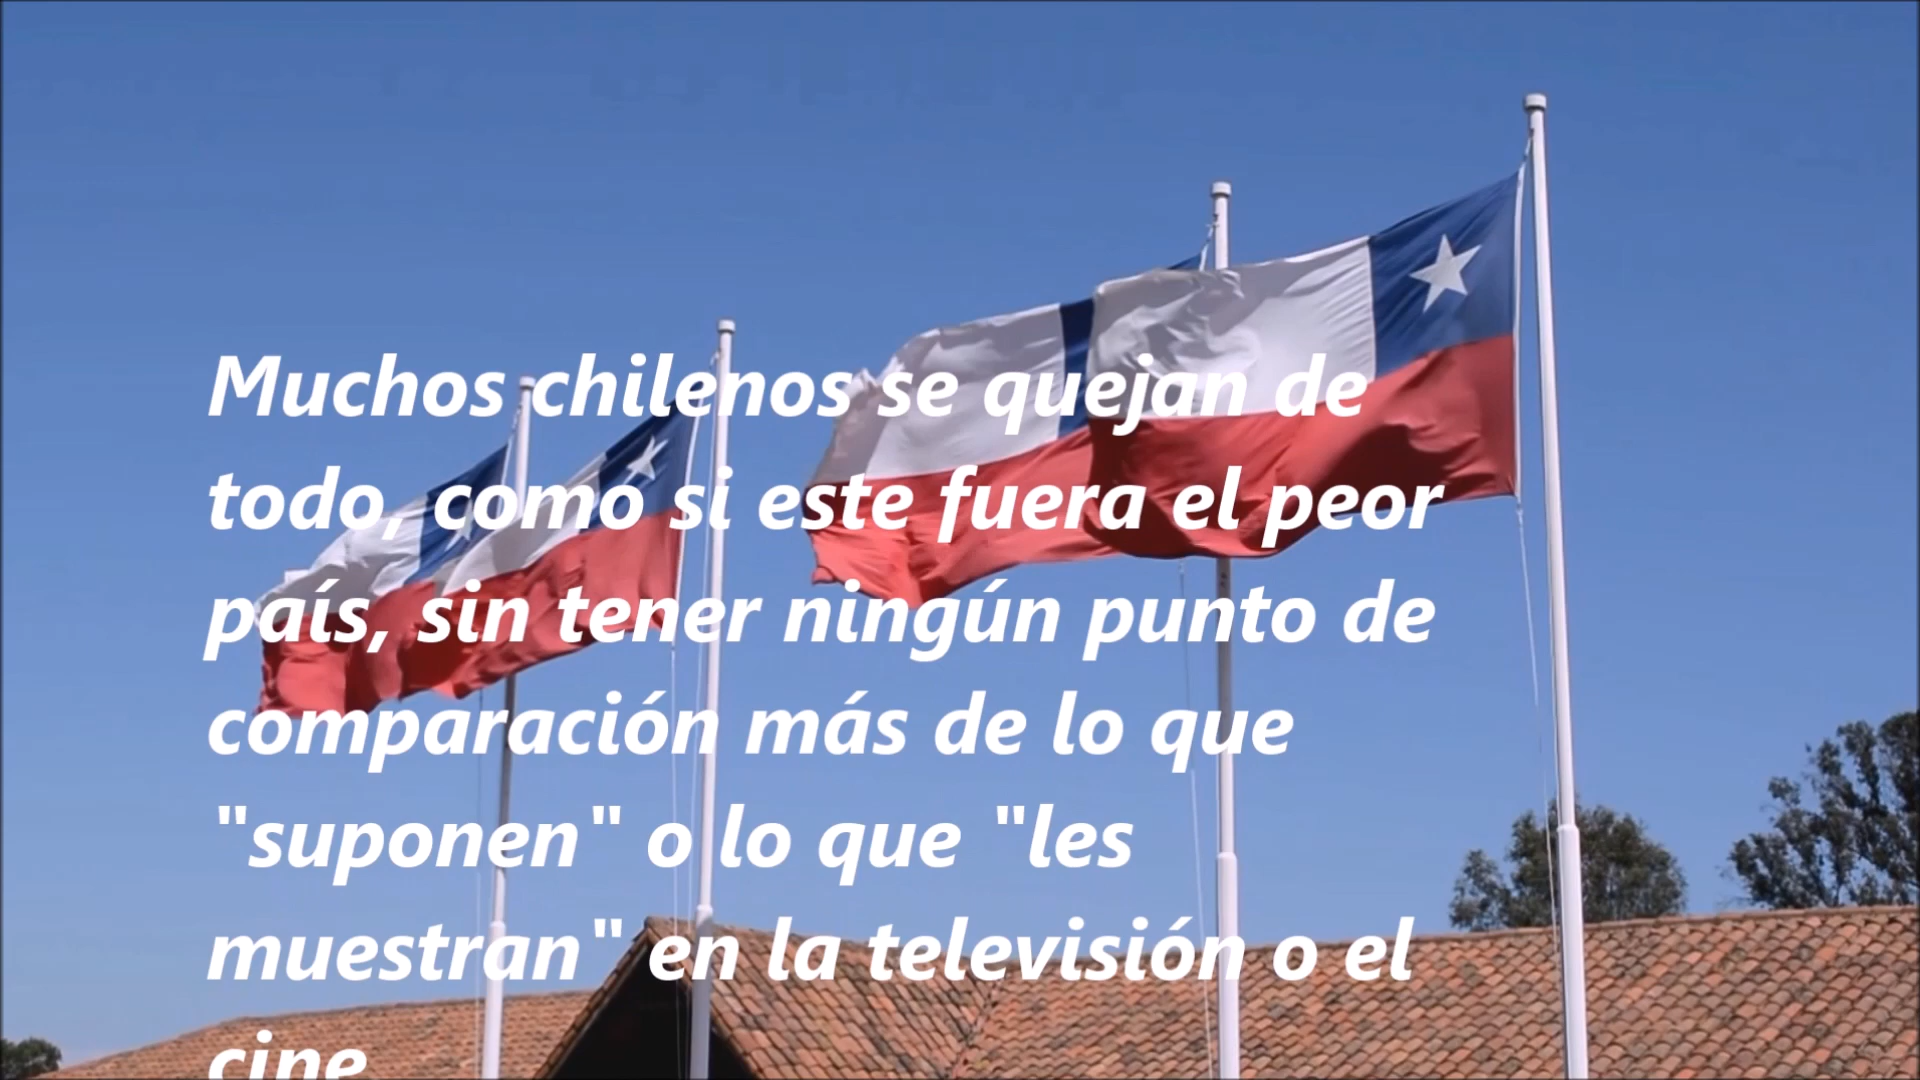 Muchos chilenos se quejan de
todo, como si este fuera el peor
país, sin tener ningún punto de
comparación más de lo que
"suponen" o lo que "les
muestran" en la televisión o el
cine